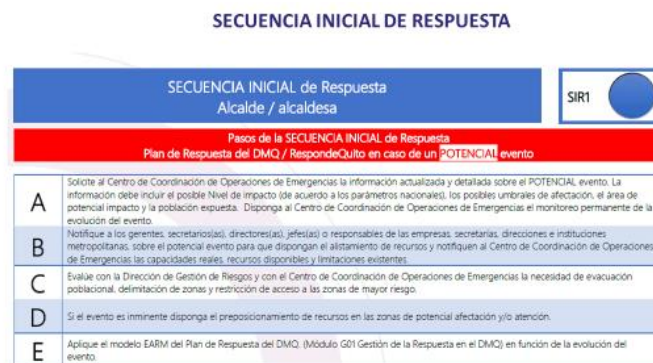 SECUENCIA INICIAL DE RESPUESTA
SECUENCIA INICIAL de Respuesta
Alcalde / alcaldesa
SIR1
Pasos de la SECUENCIA INICIAL de Respuesta
Plan de Respuesta del DMQ / RespondeQuito en caso de un POTENCIAL evento
A
Solicite al Centro de Coordinación de Operaciones de Emergencias la información actualizada y detallada sobre el POTENCIAL evento. La
información debe incluir el posible Nivel de impacto (de acuerdo a los parámetros nacionales), los posibles umbrales de afectación, el área de
potencial impacto y la población expuesta. Disponga al Centro de Coordinación de Operaciones de Emergencias el monitoreo permanente de la
evolución del evento.
B
Notifique a los gerentes, secretarios(as), directores(as), jefes(as) o responsables de las empresas, secretarías, direcciones e instituciones
metropolitanas, sobre el potencial evento para que dispongan el alistamiento de recursos y notifiquen al Centro de Coordinación de Operaciones
de Emergencias las capacidades reales, recursos disponibles y limitaciones existentes.
C
Evalúe con la Dirección de Gestión de Riesgos y con el Centro de Coordinación de Operaciones de Emergencias la necesidad de evacuación
poblacional, delimitación de zonas y restricción de acceso a las zonas de mayor riesgo.
D
Si el evento es inminente disponga el preposicionamiento de recursos en las zonas de potencial afectación y/o atención.
E
Aplique el modelo EARM del Plan de Respuesta del DMQ. (Módulo G01 Gestión de la Respuesta en el DMQ) en función de la evolución del
evento.